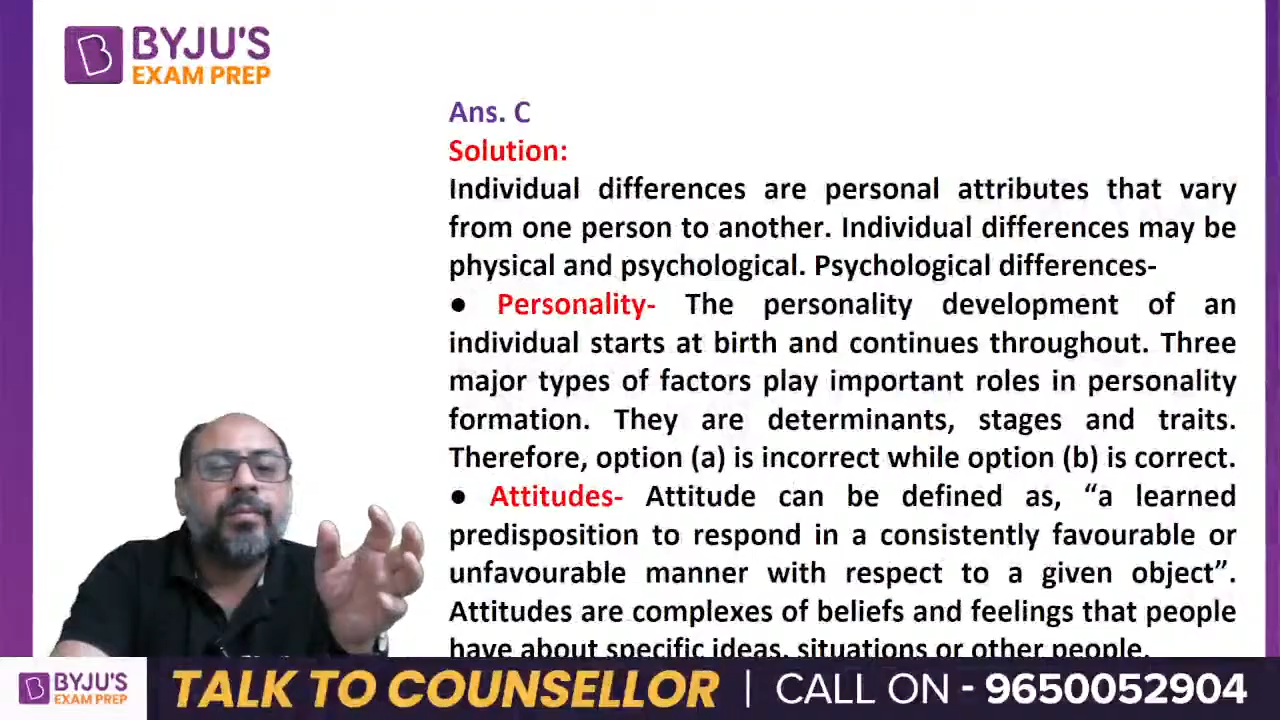 BYJU'S
EXAM PREP
Ans. C
Solution:
Individual differences are personal attributes that vary
from one person to another. Individual differences may be
physical and psychological. Psychological differences-
● Personality- The personality development of an
individual starts at birth and continues throughout. Three
major types of factors play important roles in personality
formation. They are determinants, stages and traits.
Therefore, option (a) is incorrect while option (b) is correct.
● Attitudes- Attitude can be defined as, “a learned
predisposition to respond in a consistently favourable or
unfavourable manner with respect to a given object”.
Attitudes are complexes of beliefs and feelings that people
have about specific ideas, situations or other people.
BYJU'S
EXAM PREP
TALK TO COUNSELLOR | CALL ON - 9650052904